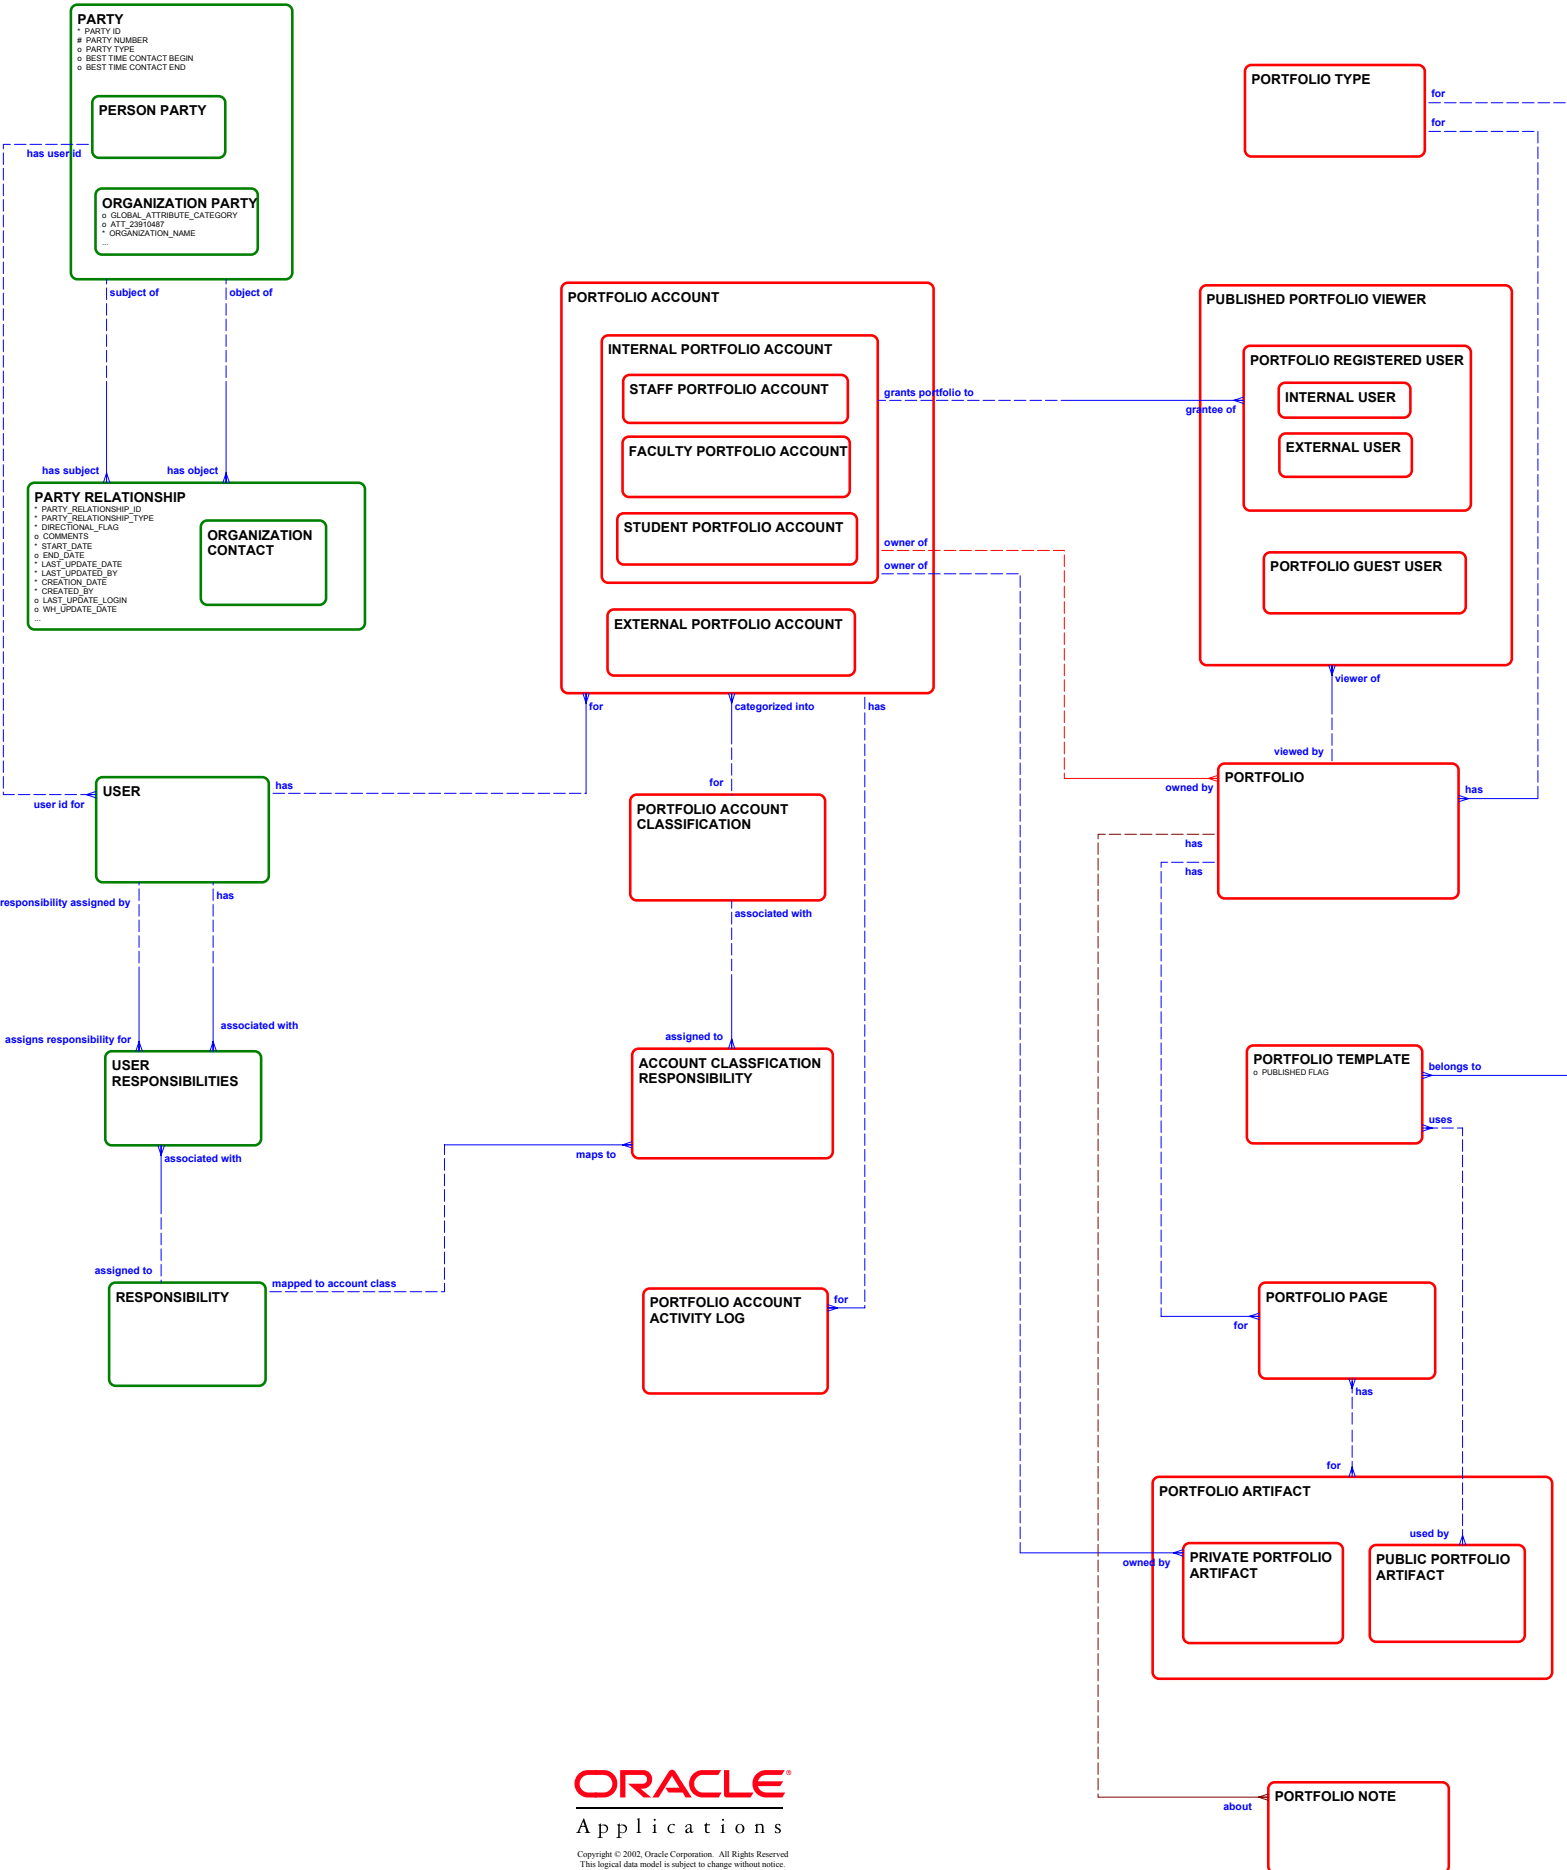 PARTY
* PARTY ID
# PARTY NUMBER
o PARTY TYPE
o BEST TIME CONTACT BEGIN
o BEST TIME CONTACT END
PERSON PARTY
has user id
ORGANIZATION PARTY
o GLOBAL_ATTRIBUTE_CATEGORY
o ATT_23910487
* ORGANIZATION_NAME
...
subject of
object of
has subject
has object
PARTY RELATIONSHIP
* PARTY_RELATIONSHIP_ID
* PARTY_RELATIONSHIP_TYPE
* DIRECTIONAL_FLAG
o COMMENTS
* START_DATE
o END_DATE
* LAST_UPDATE_DATE
* LAST_UPDATED_BY
* CREATION_DATE
* CREATED_BY
o LAST_UPDATE_LOGIN
o WH_UPDATE_DATE
...
ORGANIZATION
CONTACT
user id for
USER
has
responsibility assigned by
has
assigns responsibility for
associated with
USER
RESPONSIBILITIES
associated with
assigned to
RESPONSIBILITY
mapped to account class
PORTFOLIO ACCOUNT
INTERNAL PORTFOLIO ACCOUNT
STAFF PORTFOLIO ACCOUNT
FACULTY PORTFOLIO ACCOUNT
STUDENT PORTFOLIO ACCOUNT
EXTERNAL PORTFOLIO ACCOUNT
grants portfolio to
grantee of
owner of
owner of
for
categorized into
has
for
PORTFOLIO ACCOUNT
CLASSIFICATION
associated with
assigned to
ACCOUNT CLASSFICATION
RESPONSIBILITY
maps to
PORTFOLIO ACCOUNT
ACTIVITY LOG
for
PORTFOLIO TYPE
for
for
PUBLISHED PORTFOLIO VIEWER
PORTFOLIO REGISTERED USER
INTERNAL USER
EXTERNAL USER
PORTFOLIO GUEST USER
viewer of
viewed by
PORTFOLIO
owned by
has
has
has
PORTFOLIO TEMPLATE
o PUBLISHED FLAG
belongs to
uses
PORTFOLIO PAGE
for
has
for
PORTFOLIO ARTIFACT
used by
owned by
PRIVATE PORTFOLIO
ARTIFACT
PUBLIC PORTFOLIO
ARTIFACT
PORTFOLIO NOTE
about
ORACLE®
Applications
Copyright © 2002, Oracle Corporation. All Rights Reserved
This logical data model is subject to change without notice.